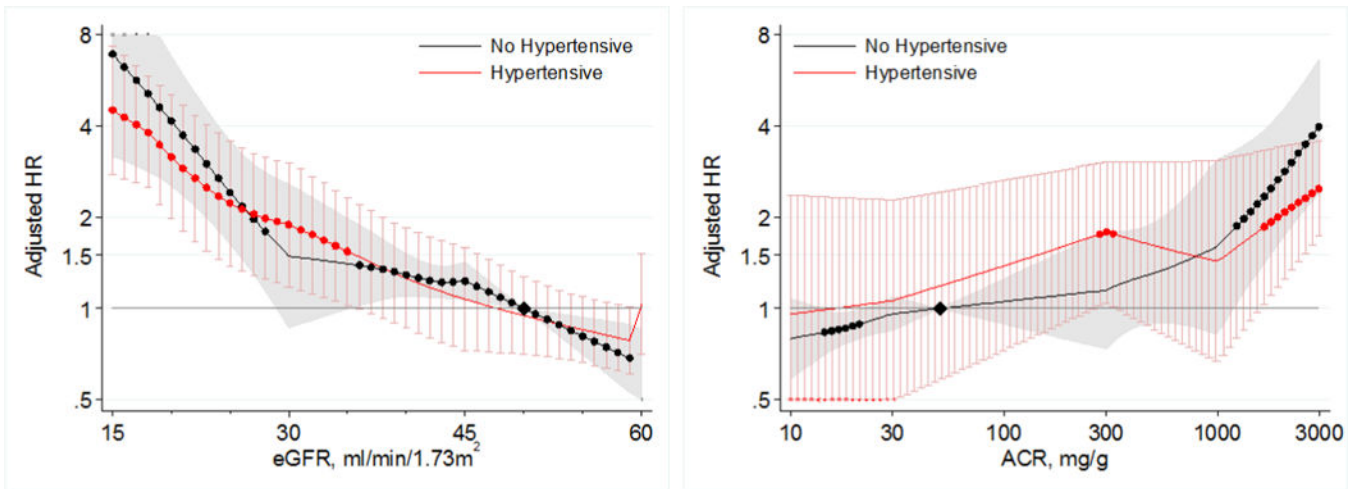 8
4
2
1.5
1
.5
Adjusted HR
No Hypertensive
Hypertensive
15
30
45
60
eGFR, ml/min/1.73m²
8
4
2
1.5
1
.5
Adjusted HR
No Hypertensive
Hypertensive
10
30
100
300
1000
3000
ACR, mg/g